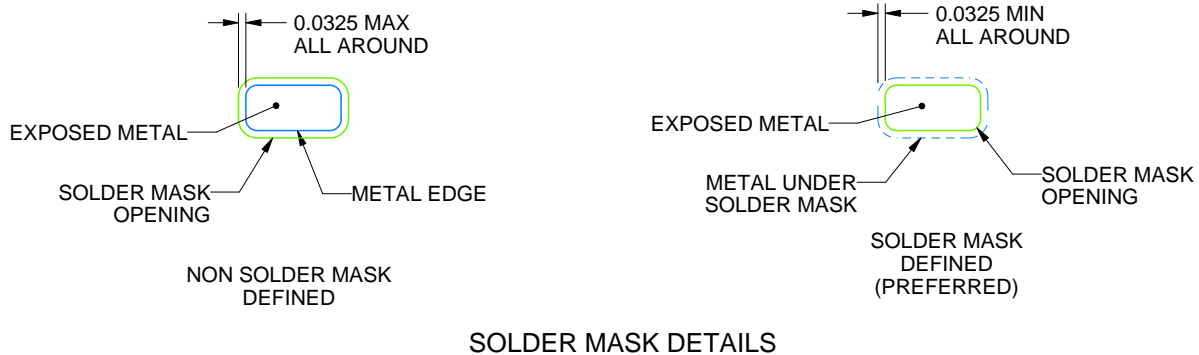 0.0325 MAX
ALL AROUND
EXPOSED METAL
SOLDER MASK
OPENING
METAL EDGE
NON SOLDER MASK
DEFINED
0.0325 MIN
ALL AROUND
EXPOSED METAL
METAL UNDER
SOLDER MASK
SOLDER MASK
OPENING
SOLDER MASK
DEFINED
(PREFERRED)
SOLDER MASK DETAILS